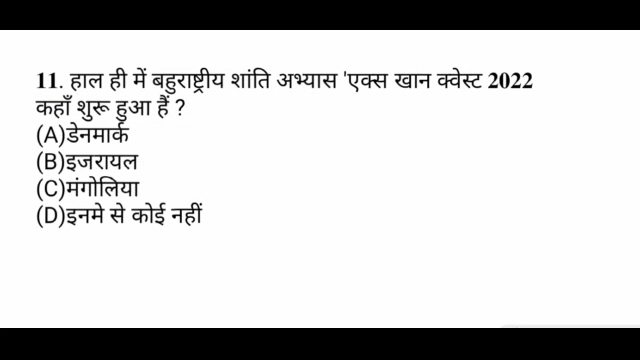 11. हाल ही में बहुराष्ट्रीय शांति अभ्यास 'एक्स खान क्वेस्ट 2022
कहाँ शुरू हुआ हैं ?
(A)डेनमार्क
(B)इजरायल
(C)मंगोलिया
(D)इनमे से कोई नहीं